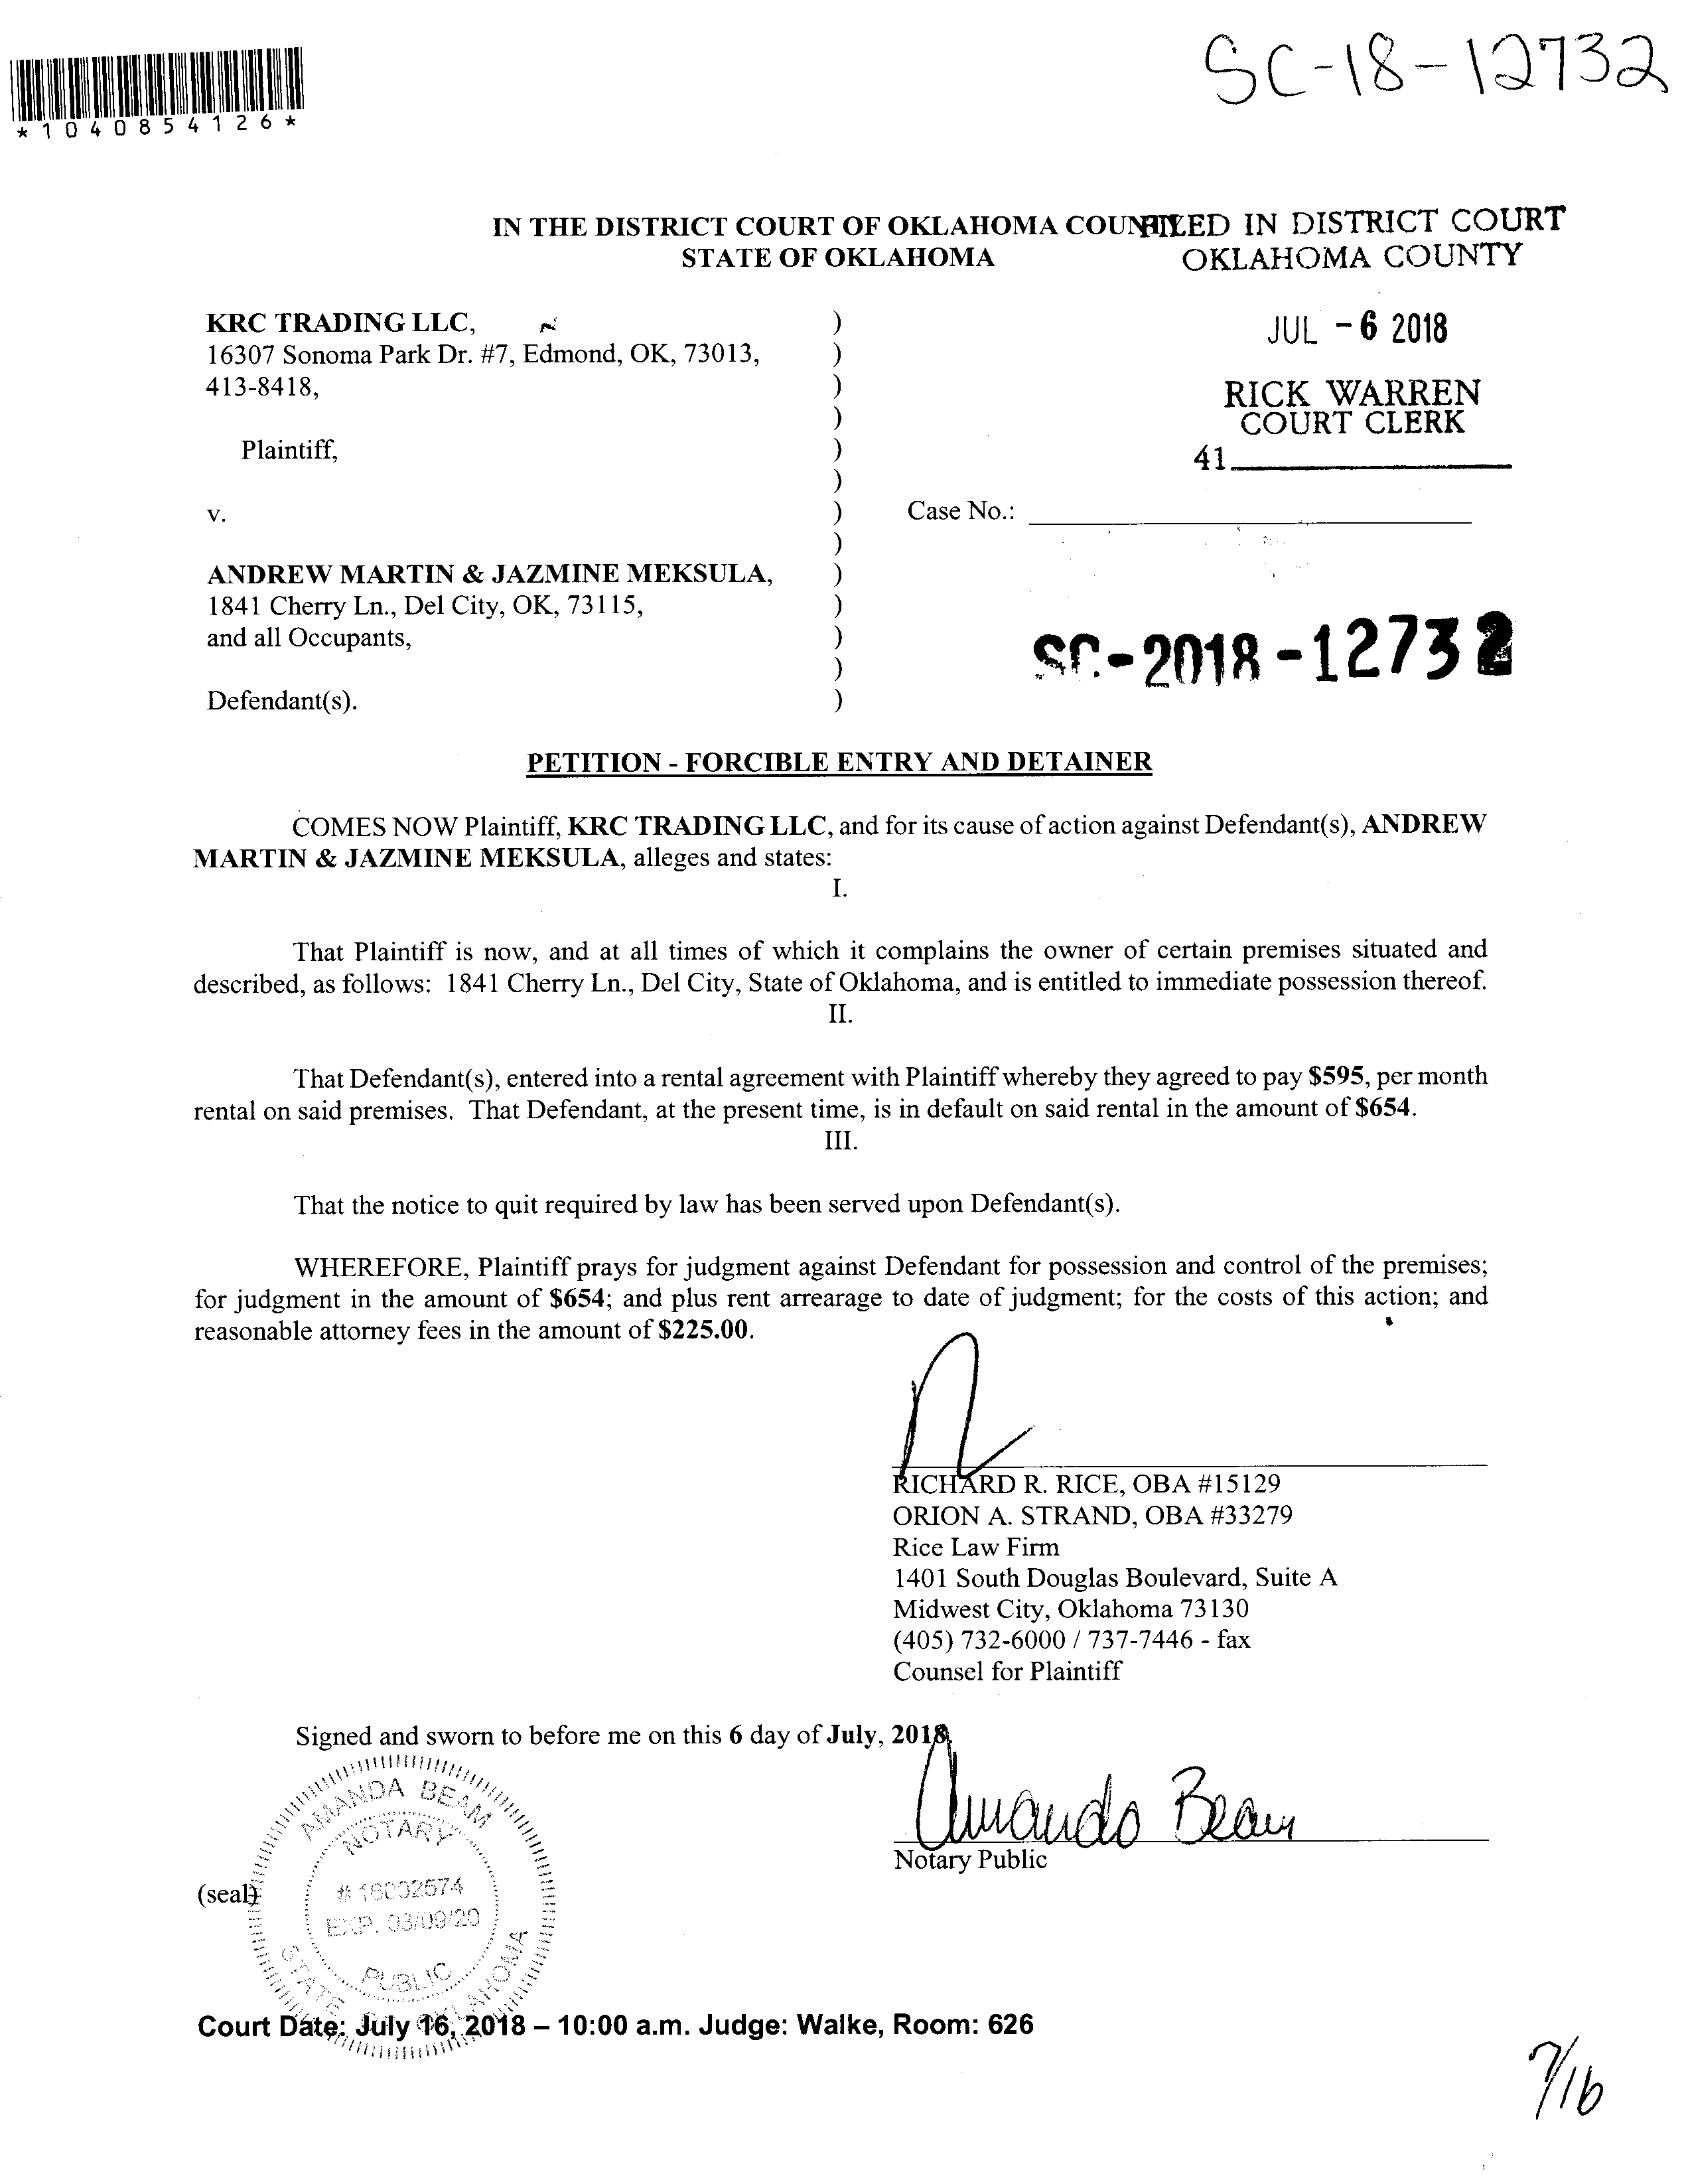 SC-18-12732
*1040854126*
IN THE DISTRICT COURT OF OKLAHOMA COUNTY
STATE OF OKLAHOMA
FILED IN DISTRICT COURT
OKLAHOMA COUNTY
JUL -6 2018
RICK WARREN
COURT CLERK
41
KRC TRADING LLC, )
16307 Sonoma Park Dr. #7, Edmond, OK, 73013, )
413-8418, )
)
Plaintiff, )
)
v. ) Case No.:
)
ANDREW MARTIN & JAZMINE MEKSULA, )
1841 Cherry Ln., Del City, OK, 73115, )
and all Occupants, )
)
Defendant(s). )
SC-2018-12732
PETITION - FORCIBLE ENTRY AND DETAINER
COMES NOW Plaintiff, KRC TRADING LLC, and for its cause of action against Defendant(s), ANDREW
MARTIN & JAZMINE MEKSULA, alleges and states:
I.
That Plaintiff is now, and at all times of which it complains the owner of certain premises situated and
described, as follows: 1841 Cherry Ln., Del City, State of Oklahoma, and is entitled to immediate possession thereof.
II.
That Defendant(s), entered into a rental agreement with Plaintiff whereby they agreed to pay $595, per month
rental on said premises. That Defendant, at the present time, is in default on said rental in the amount of $654.
III.
That the notice to quit required by law has been served upon Defendant(s).
WHEREFORE, Plaintiff prays for judgment against Defendant for possession and control of the premises;
for judgment in the amount of $654; and plus rent arrearage to date of judgment; for the costs of this action; and
reasonable attorney fees in the amount of $225.00.
RICHARD R. RICE, OBA #15129
ORION A. STRAND, OBA #33279
Rice Law Firm
1401 South Douglas Boulevard, Suite A
Midwest City, Oklahoma 73130
(405) 732-6000 / 737-7446 - fax
Counsel for Plaintiff
Signed and sworn to before me on this 6 day of July, 2018.
Amanda Beam
Notary Public
(seal)
AMANDA BEAM
NOTARY
# 16002574
EXP. 03/09/20
PUBLIC
STATE OF OKLAHOMA
Court Date: July 16, 2018 – 10:00 a.m. Judge: Walke, Room: 626
7/16